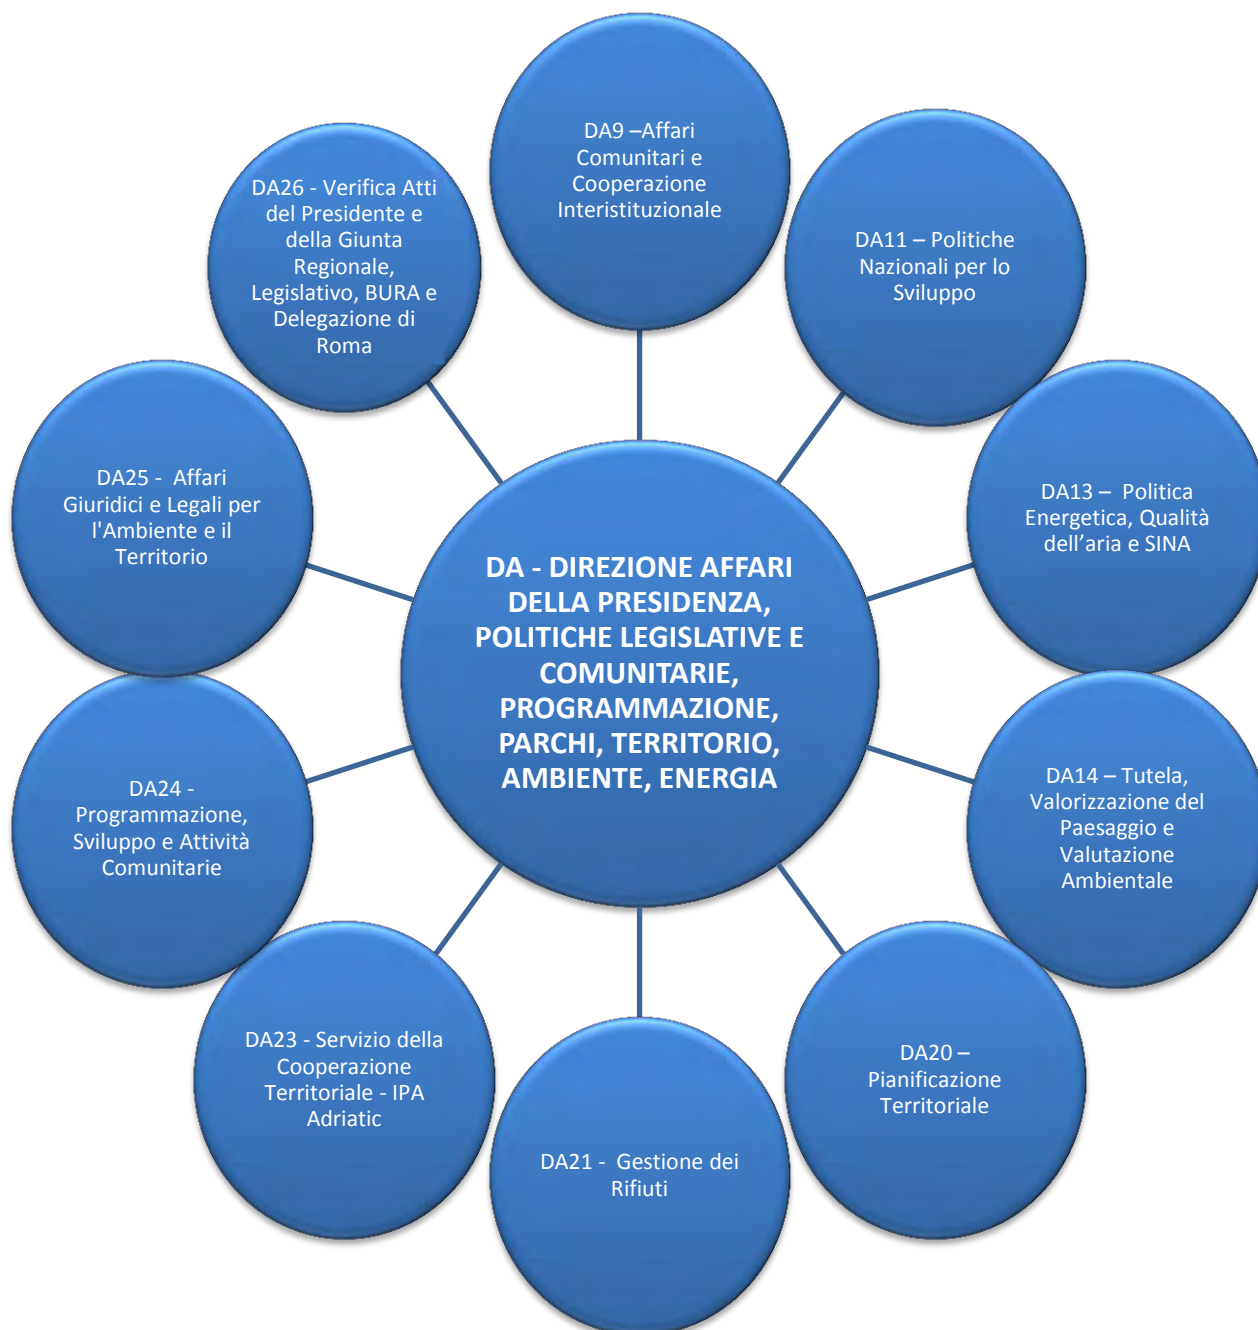 DA9 –Affari
Comunitari e
Cooperazione
Interistituzionale
DA11 – Politiche
Nazionali per lo
Sviluppo
DA13 –  Politica
Energetica, Qualità
dell’aria e SINA
DA14 – Tutela,
Valorizzazione del
Paesaggio e
Valutazione
Ambientale
DA20 –
Pianificazione
Territoriale
DA21 -  Gestione dei
Rifiuti
DA23 - Servizio della
Cooperazione
Territoriale - IPA
Adriatic
DA24 -
Programmazione,
Sviluppo e Attività
Comunitarie
DA25 -  Affari
Giuridici e Legali per
l'Ambiente e il
Territorio
DA26 - Verifica Atti
del Presidente e
della Giunta
Regionale,
Legislativo, BURA e
Delegazione di
Roma
DA - DIREZIONE AFFARI
DELLA PRESIDENZA,
POLITICHE LEGISLATIVE E
COMUNITARIE,
PROGRAMMAZIONE,
PARCHI, TERRITORIO,
AMBIENTE, ENERGIA